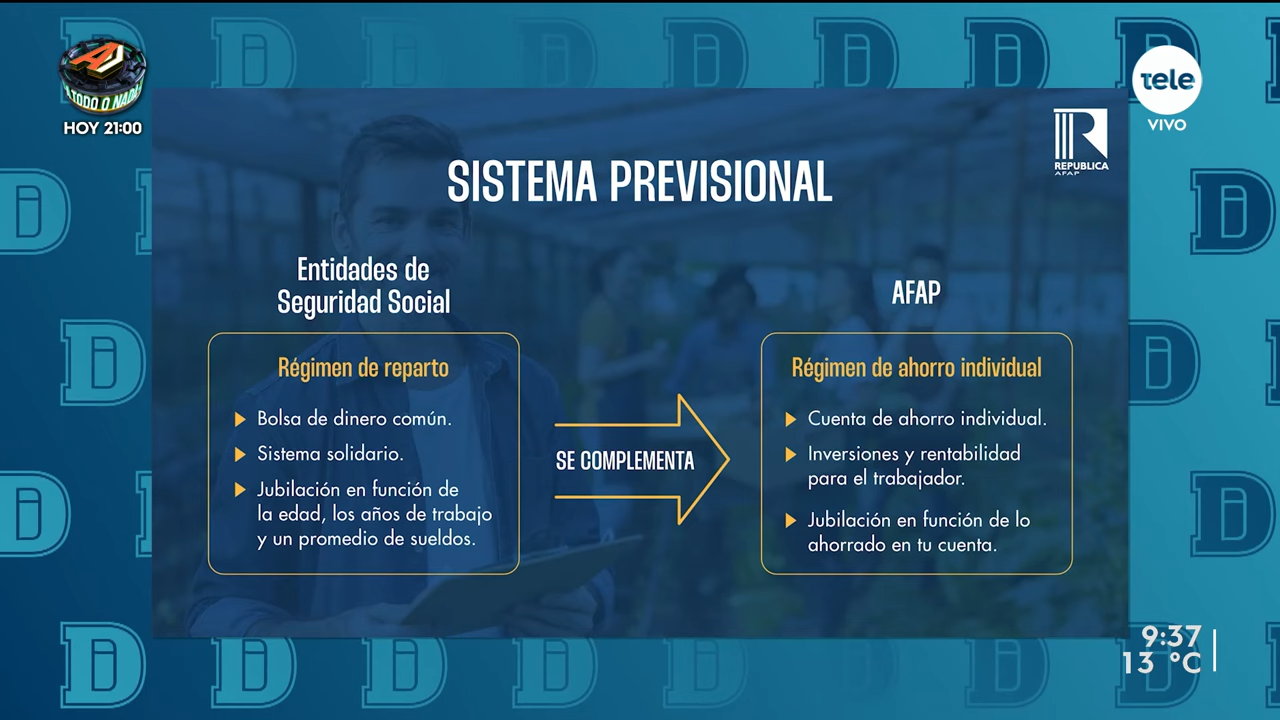 A TODO O NADA
HOY 21:00
tele
VIVO
R
REPUBLICA
AFAP
SISTEMA PREVISIONAL
Entidades de
Seguridad Social
Régimen de reparto
Bolsa de dinero común.
Sistema solidario.
Jubilación en función de
la edad, los años de trabajo
y un promedio de sueldos.
SE COMPLEMENTA
AFAP
Régimen de ahorro individual
Cuenta de ahorro individual.
Inversiones y rentabilidad
para el trabajador.
Jubilación en función de lo
ahorrado en tu cuenta.
9:37
13 °C